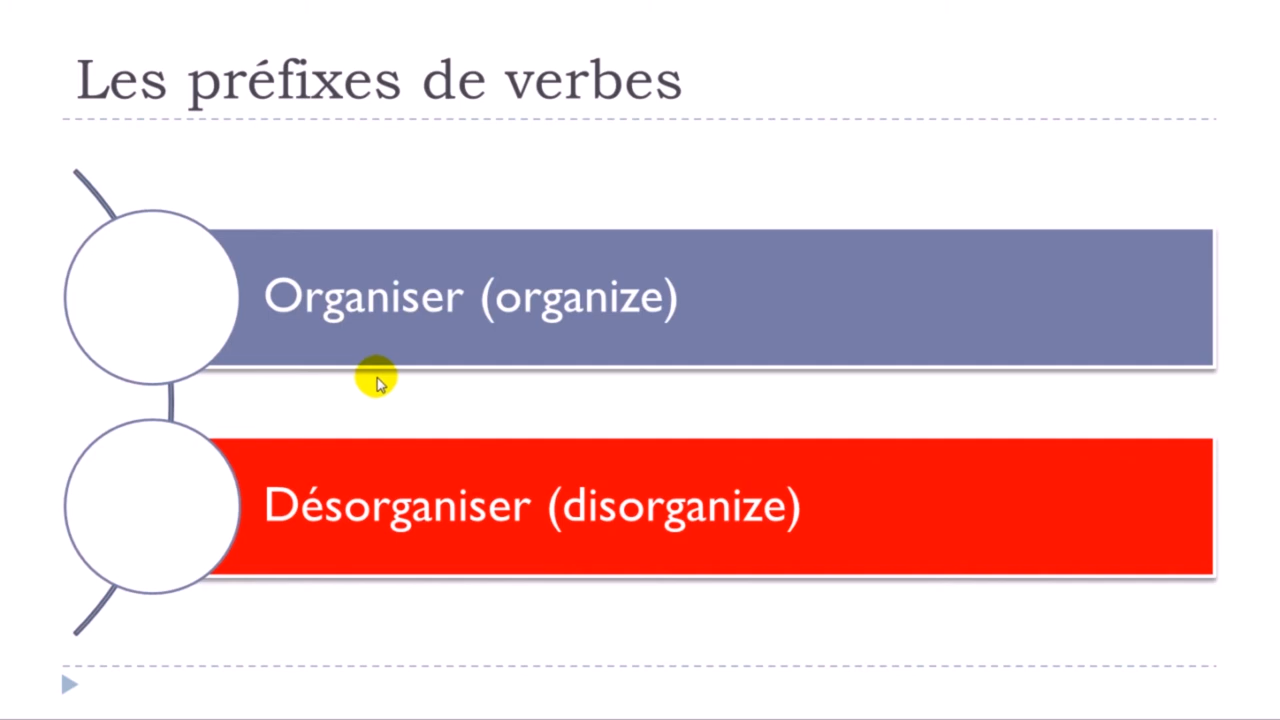 Les préfixes de verbes
Organiser (organize)
Désorganiser (disorganize)